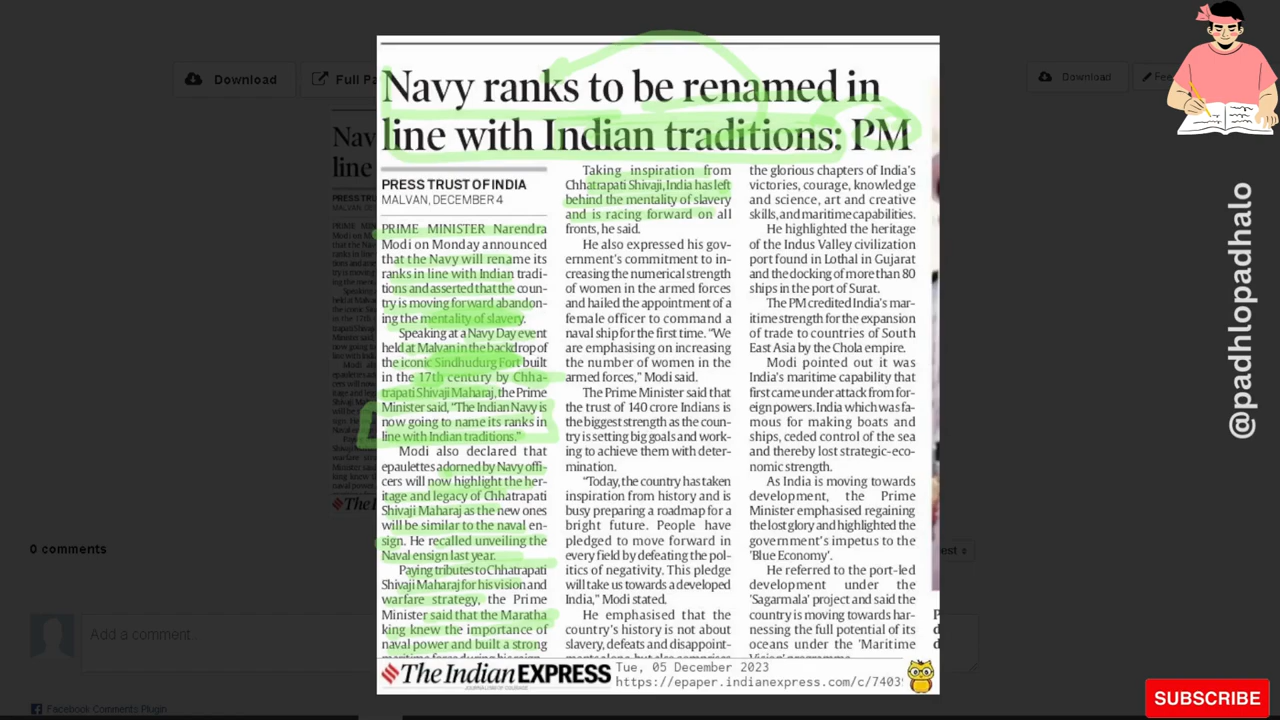 Download
Full Pa
Download
Fee
Navy ranks to be renamed in
line with Indian traditions: PM
PRESS TRUST OF INDIA
MALVAN, DECEMBER 4
PRIME MINISTER Narendra
Modi on Monday announced
that the Navy will rename its
ranks in line with Indian tradi-
tions and asserted that the coun-
try is moving forward abandon-
ing the mentality of slavery.
Speaking at a Navy Day event
held at Malvan in the backdrop of
the iconic Sindhudurg Fort built
in the 17th century by Chha-
trapati Shivaji Maharaj, the Prime
Minister said, "The Indian Navy is
now going to name its ranks in
line with Indian traditions."
Modi also declared that
epaulettes adorned by Navy offi-
cers will now highlight the her-
itage and legacy of Chhatrapati
Shivaji Maharaj as the new ones
will be similar to the naval en-
sign. He recalled unveiling the
Naval ensign last year.
Paying tributes to Chhatrapati
Shivaji Maharaj for his vision and
warfare strategy, the Prime
Minister said that the Maratha
king knew the importance of
naval power and built a strong
Taking inspiration from
Chhatrapati Shivaji, India has left
behind the mentality of slavery
and is racing forward on all
fronts, he said.
He also expressed his gov-
ernment's commitment to in-
creasing the numerical strength
of women in the armed forces
and hailed the appointment of a
female officer to command a
naval ship for the first time. "We
are emphasising on increasing
the number of women in the
armed forces," Modi said.
The Prime Minister said that
the trust of 140 crore Indians is
the biggest strength as the coun-
try is setting big goals and work-
ing to achieve them with deter-
mination.
"Today, the country has taken
inspiration from history and is
busy preparing a roadmap for a
bright future. People have
pledged to move forward in
every field by defeating the pol-
itics of negativity. This pledge
will take us towards a developed
India," Modi stated.
He emphasised that the
country's history is not about
slavery, defeats and disappoint-
the glorious chapters of India's
victories, courage, knowledge
and science, art and creative
skills, and maritime capabilities.
He highlighted the heritage
of the Indus Valley civilization
port found in Lothal in Gujarat
and the docking of more than 80
ships in the port of Surat.
The PM credited India's mar-
itime strength for the expansion
of trade to countries of South
East Asia by the Chola empire.
Modi pointed out it was
India's maritime capability that
first came under attack from for-
eign powers. India which was fa-
mous for making boats and
ships, ceded control of the sea
and thereby lost strategic-eco-
nomic strength.
As India is moving towards
development, the Prime
Minister emphasised regaining
the lost glory and highlighted the
government's impetus to the
'Blue Economy'.
He referred to the port-led
development under the
'Sagarmala' project and said the
country is moving towards har-
nessing the full potential of its
oceans under the 'Maritime
The Indian EXPRESS
JOURNALISM OF COURAGE
Tue, 05 December 2023
https://epaper.indianexpress.com/c/7403
0 comments
Add a comment..
Facebook Comments Plugin
@padhlopadhalo
SUBSCRIBE